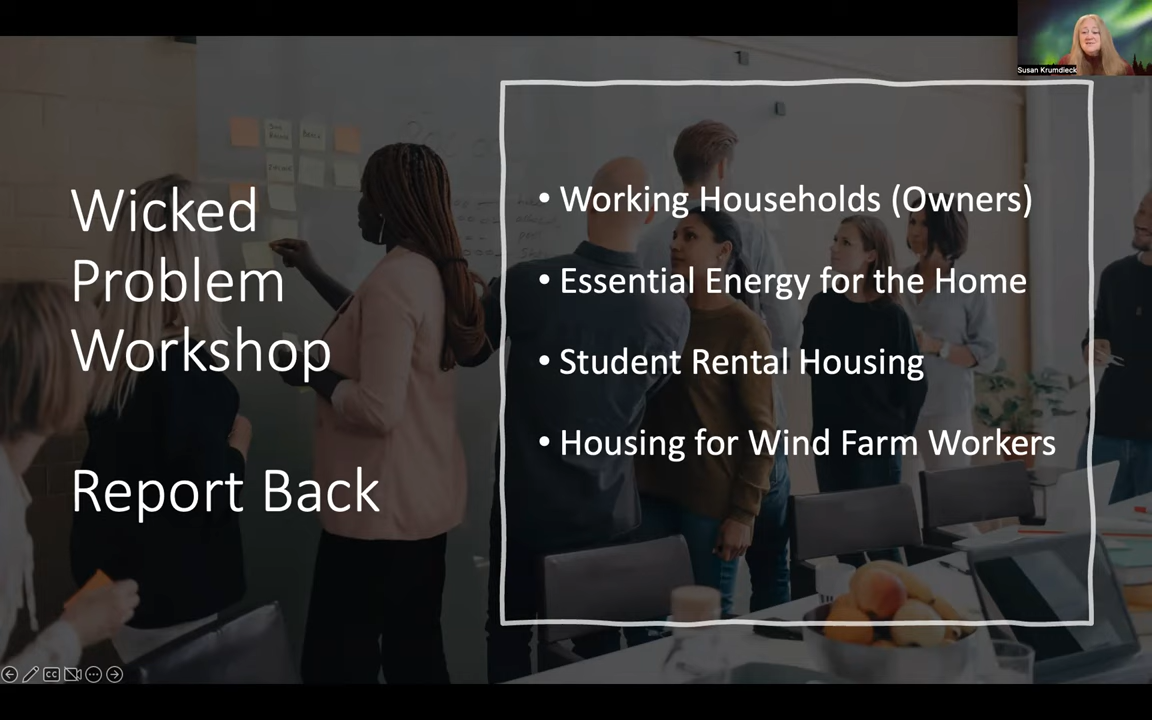 Susan Krumdieck
Wicked
Problem
Workshop
Report Back
• Working Households (Owners)
• Essential Energy for the Home
• Student Rental Housing
• Housing for Wind Farm Workers
CC